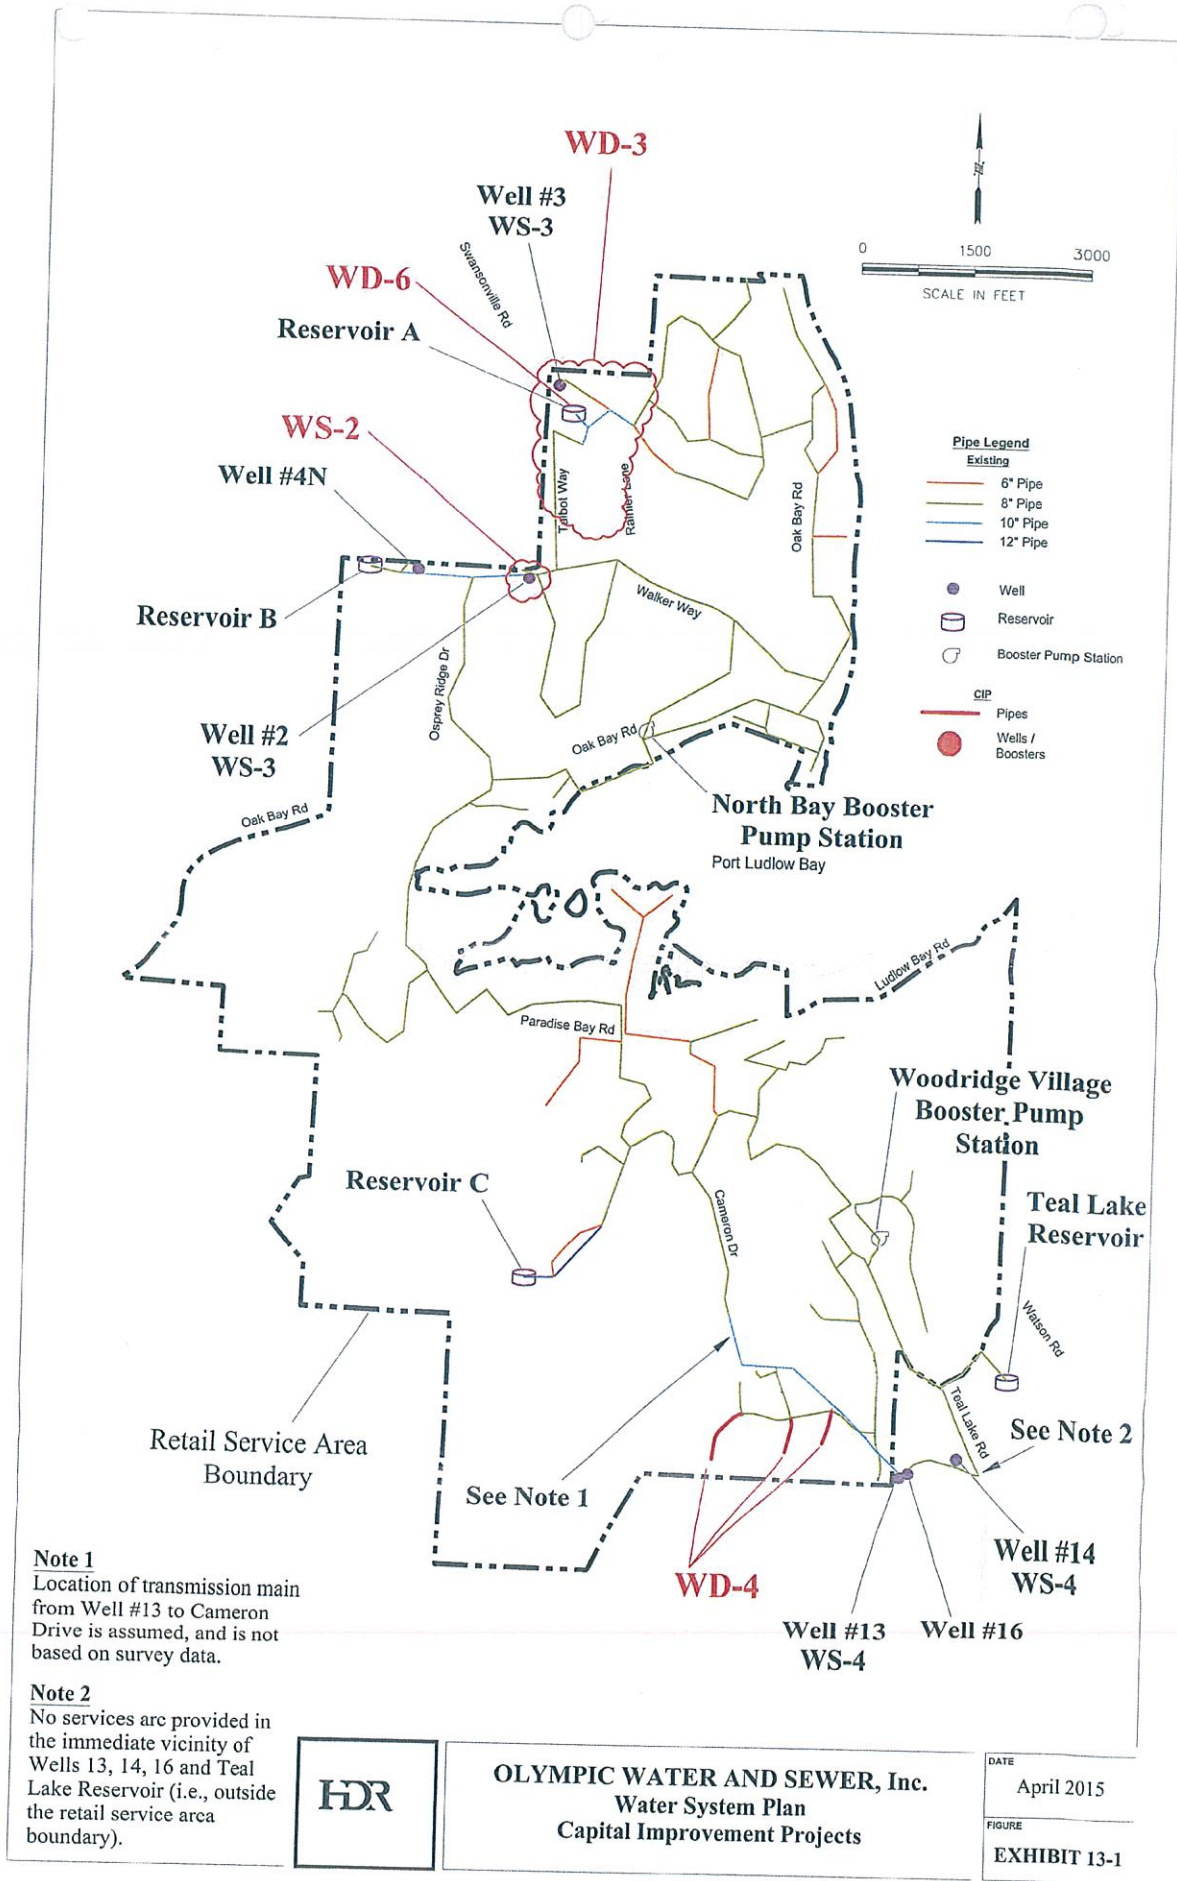 WD-3
Well #3
WS-3
Swansonville Rd
WD-6
Reservoir A
N
0 1500 3000
SCALE IN FEET
WS-2
Well #4N
Talbot Way
Rainier Lane
Oak Bay Rd
Pipe Legend
Existing
6" Pipe
8" Pipe
10" Pipe
12" Pipe
Well
Reservoir
Booster Pump Station
CIP
Pipes
Wells /
Boosters
Reservoir B
Walker Way
Osprey Ridge Dr
Well #2
WS-3
Oak Bay Rd
Oak Bay Rd
North Bay Booster
Pump Station
Port Ludlow Bay
Ludlow Bay Rd
Paradise Bay Rd
Woodridge Village
Booster Pump
Station
Reservoir C
Cameron Dr
Teal Lake
Reservoir
Watson Rd
Teal Lake Rd
Retail Service Area
Boundary
See Note 1
See Note 2
WD-4
Well #14
WS-4
Well #13
WS-4
Well #16
Note 1
Location of transmission main
from Well #13 to Cameron
Drive is assumed, and is not
based on survey data.
Note 2
No services are provided in
the immediate vicinity of
Wells 13, 14, 16 and Teal
Lake Reservoir (i.e., outside
the retail service area
boundary).
HDR
OLYMPIC WATER AND SEWER, Inc.
Water System Plan
Capital Improvement Projects
DATE
April 2015
FIGURE
EXHIBIT 13-1